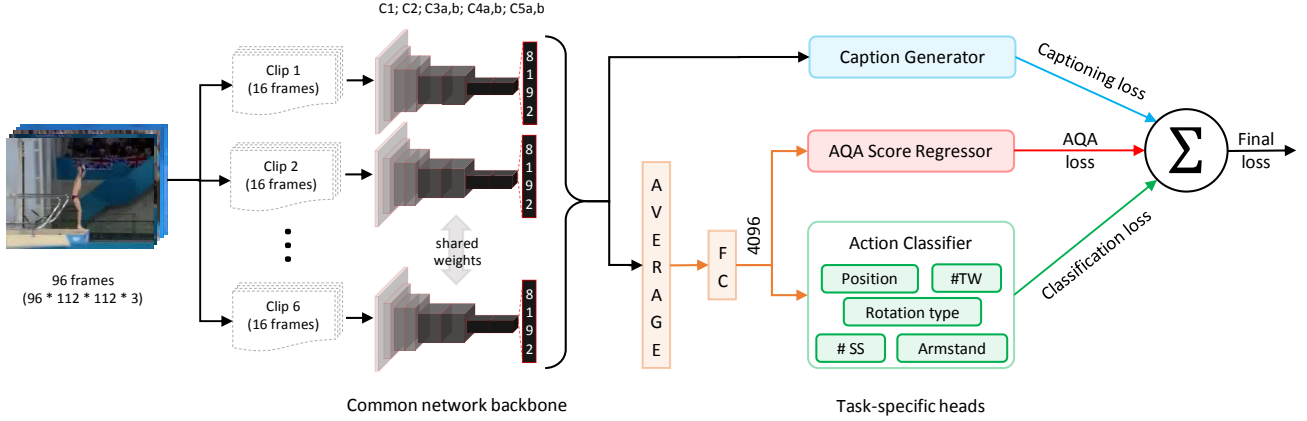 C1; C2; C3a,b; C4a,b; C5a,b
Clip 1
(16 frames)
8
1
9
2
Clip 2
(16 frames)
8
1
9
2
shared
weights
Clip 6
(16 frames)
8
1
9
2
96 frames
(96 * 112 * 112 * 3)
Common network backbone
A
V
E
R
A
G
E
F
C
4096
Caption Generator
AQA Score Regressor
Action Classifier
Position
#TW
Rotation type
# SS
Armstand
Task-specific heads
Captioning loss
AQA
loss
Classification loss
Σ
Final
loss